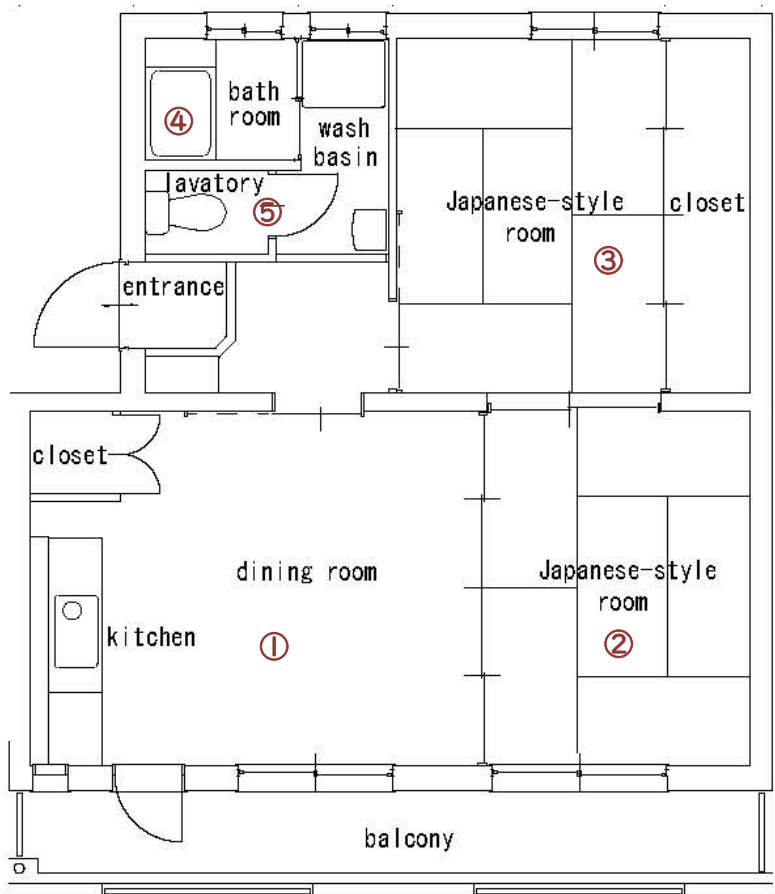 bath
room
④
wash
basin
lavatory
⑤
Japanese-style
room
③
closet
entrance
closet
dining room
Japanese-style
room
kitchen
①
②
balcony